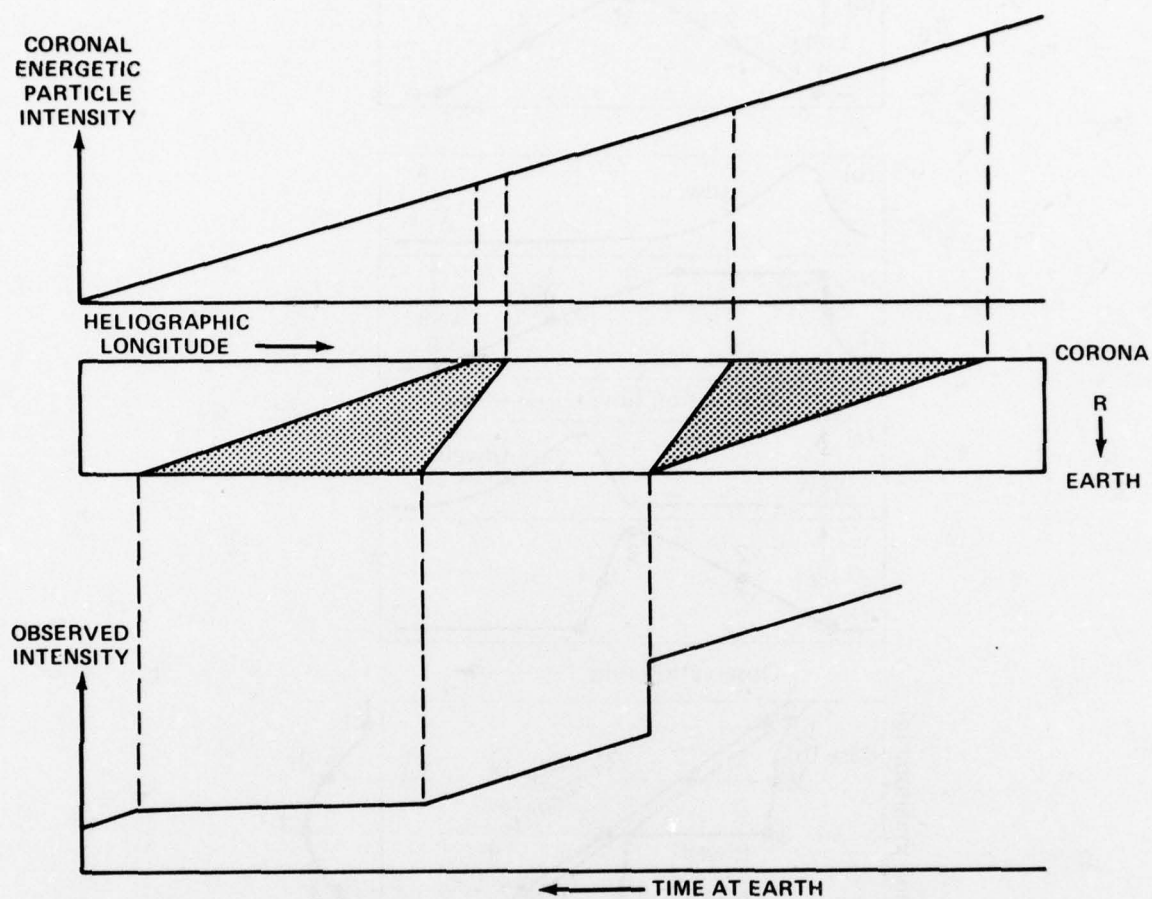 CORONAL
ENERGETIC
PARTICLE
INTENSITY
HELIOGRAPHIC
LONGITUDE
CORONA
R
EARTH
OBSERVED
INTENSITY
TIME AT EARTH